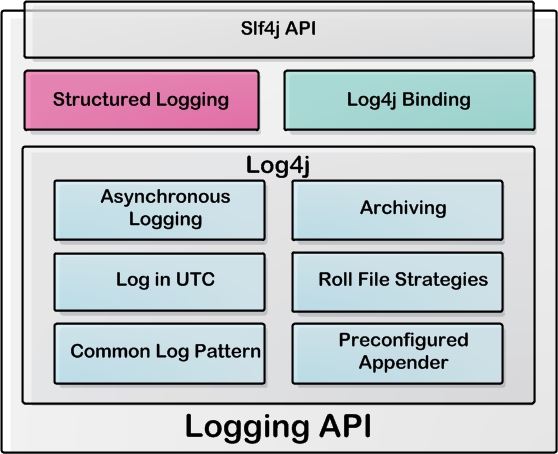 Slf4j API
Structured Logging
Log4j Binding
Log4j
Asynchronous
Logging
Archiving
Log in UTC
Roll File Strategies
Common Log Pattern
Preconfigured
Appender
Logging API